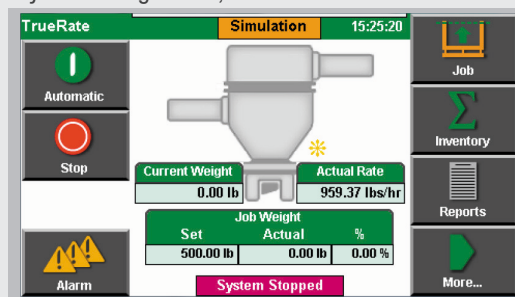 TrueRate Simulation 15:25:20
Automatic
Stop
Alarm
Current Weight
0.00 lb
Actual Rate
959.37 lbs/hr
Job Weight
Set Actual %
500.00 lb 0.00 lb 0.00 %
System Stopped
Job
Inventory
Reports
More...